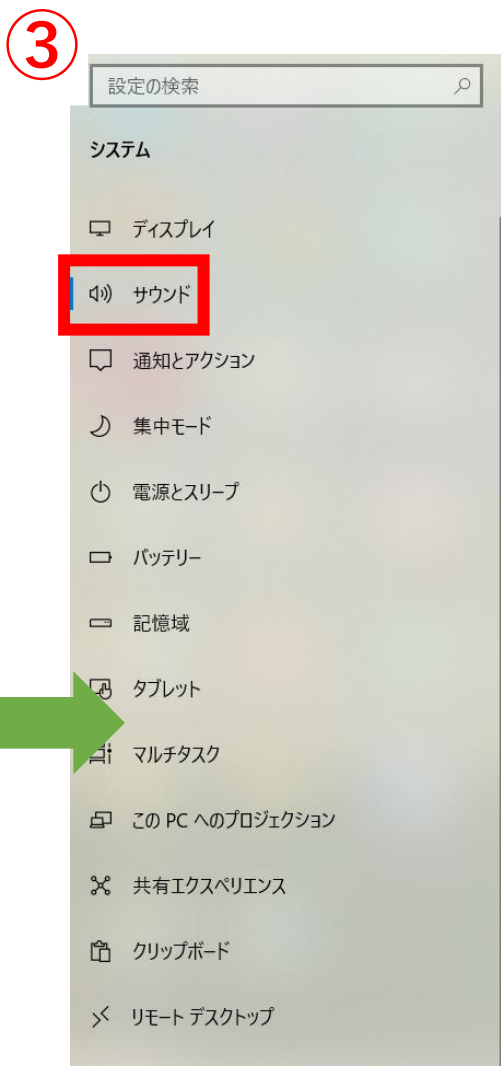 ③
設定の検索
システム
ディスプレイ
サウンド
通知とアクション
集中モード
電源とスリープ
バッテリー
記憶域
タブレット
マルチタスク
この PC へのプロジェクション
共有エクスペリエンス
クリップボード
リモート デスクトップ